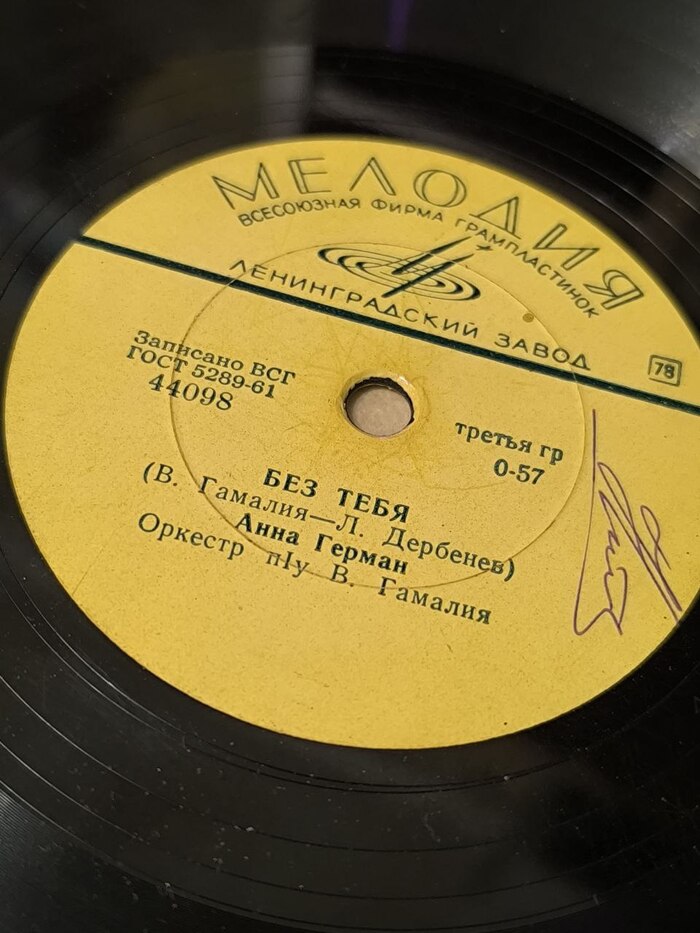 МЕЛОДИЯ
ВСЕСОЮЗНАЯ ФИРМА ГРАМПЛАСТИНОК
ЛЕНИНГРАДСКИЙ ЗАВОД
78
Записано ВСГ
ГОСТ 5289-61
44098
третья гр
0-57
БЕЗ ТЕБЯ
(В. Гамалия—Л. Дербенев)
Анна Герман
Оркестр п/у В. Гамалия